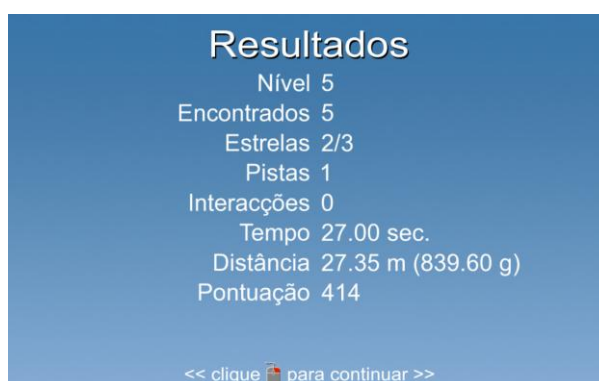 Resultados
Nível 5
Encontrados 5
Estrelas 2/3
Pistas 1
Interacções 0
Tempo 27.00 sec.
Distância 27.35 m (839.60 g)
Pontuação 414
<< clique para continuar >>